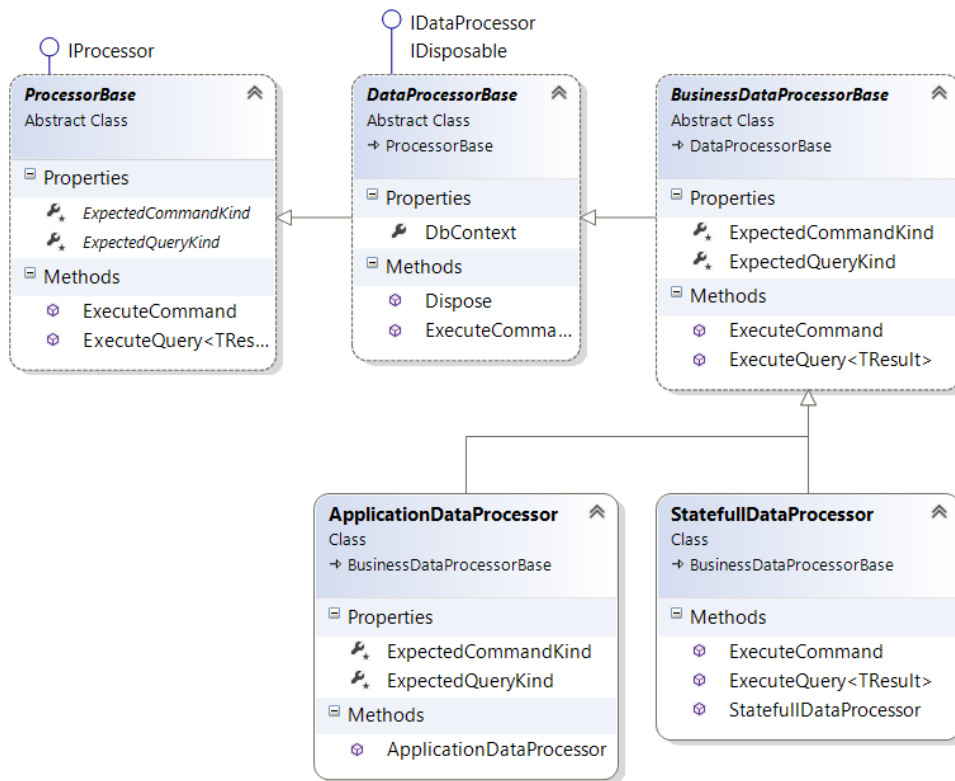 IProcessor
ProcessorBase
Abstract Class
Properties
ExpectedCommandKind
ExpectedQueryKind
Methods
ExecuteCommand
ExecuteQuery<TRes...
IDataProcessor
IDisposable
DataProcessorBase
Abstract Class
ProcessorBase
Properties
DbContext
Methods
Dispose
ExecuteComma...
BusinessDataProcessorBase
Abstract Class
DataProcessorBase
Properties
ExpectedCommandKind
ExpectedQueryKind
Methods
ExecuteCommand
ExecuteQuery<TResult>
ApplicationDataProcessor
Class
BusinessDataProcessorBase
Properties
ExpectedCommandKind
ExpectedQueryKind
Methods
ApplicationDataProcessor
StatefullDataProcessor
Class
BusinessDataProcessorBase
Methods
ExecuteCommand
ExecuteQuery<TResult>
StatefullDataProcessor